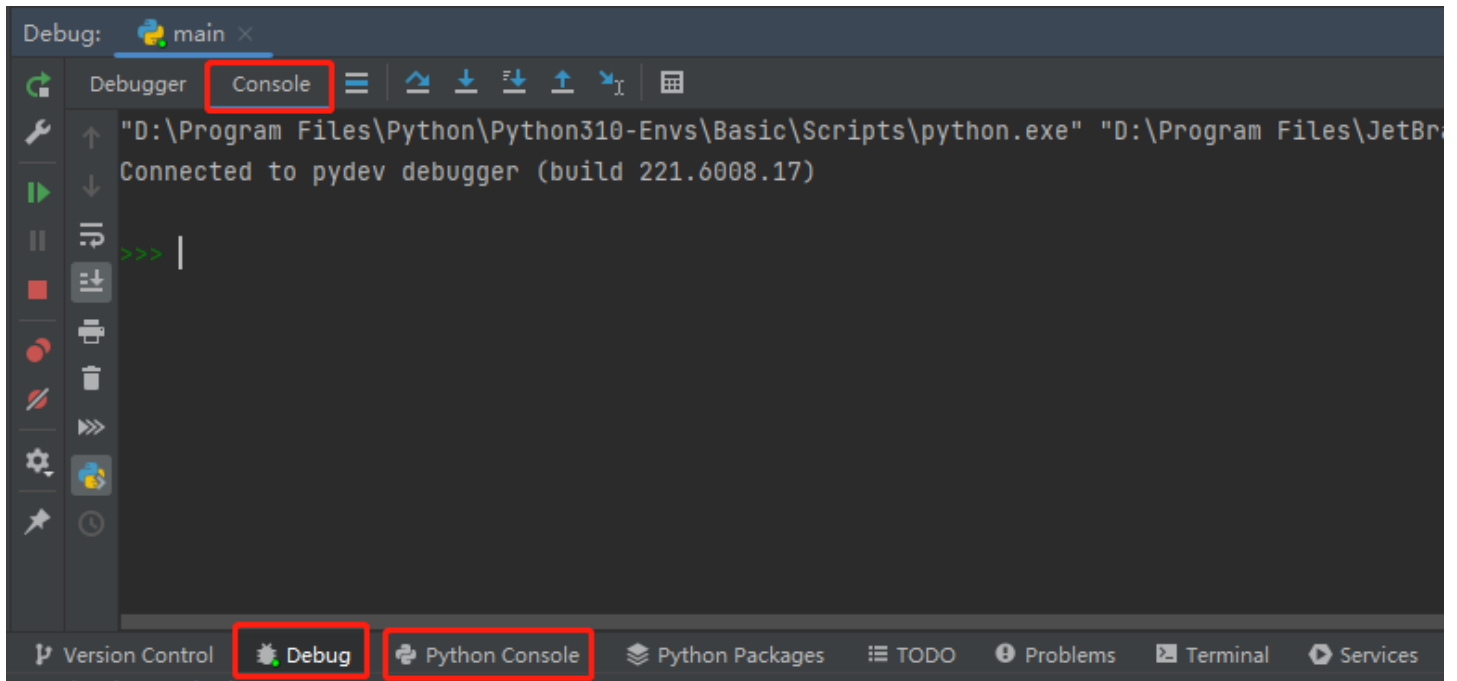 Debug: main
Debugger Console
"D:\Program Files\Python\Python310-Envs\Basic\Scripts\python.exe" "D:\Program Files\JetBra
Connected to pydev debugger (build 221.6008.17)
>>>
Version Control Debug Python Console Python Packages TODO Problems Terminal Services